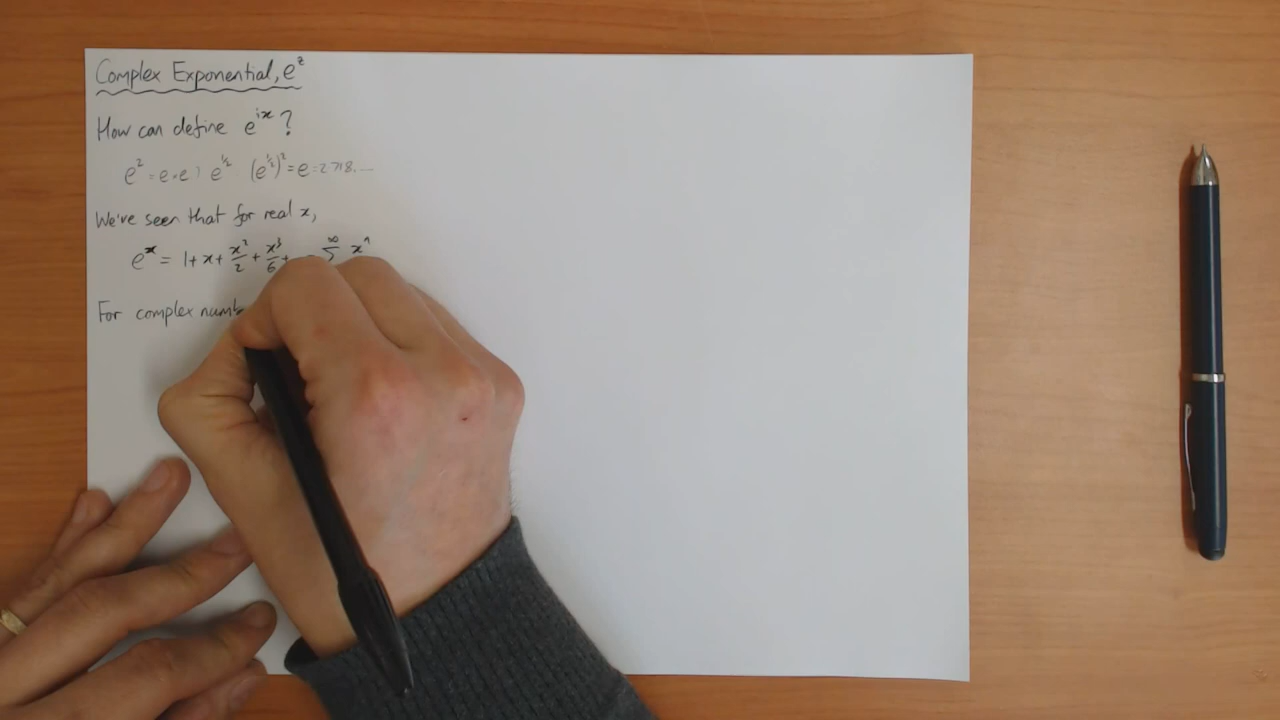 Complex Exponential, e^z
How can define e^{ix}?
e^2 = e×e, e^{1/2} (e^{1/2})^2 = e = 2.718...
We've seen that for real x,
e^x = 1 + x + x^2/2 + x^3/6 + ∞ ∑ x^n
For complex